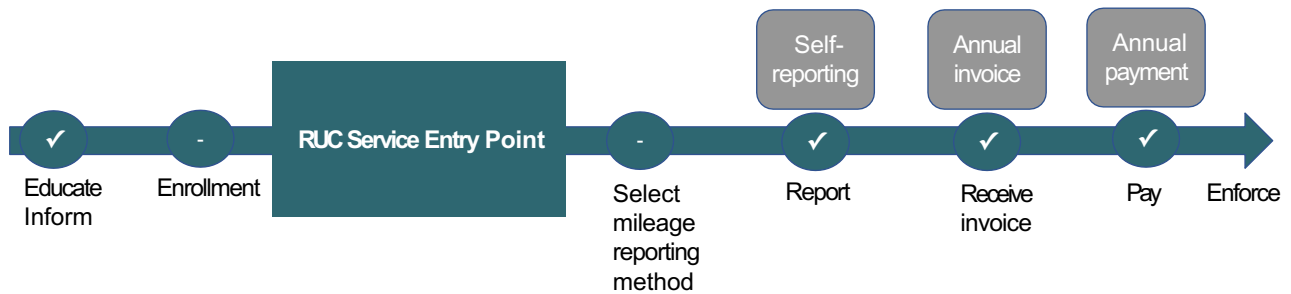 Self-
reporting
Annual
invoice
Annual
payment
✓
-
RUC Service Entry Point
-
✓
✓
✓
Educate
Inform
Enrollment
Select
mileage
reporting
method
Report
Receive
invoice
Pay
Enforce